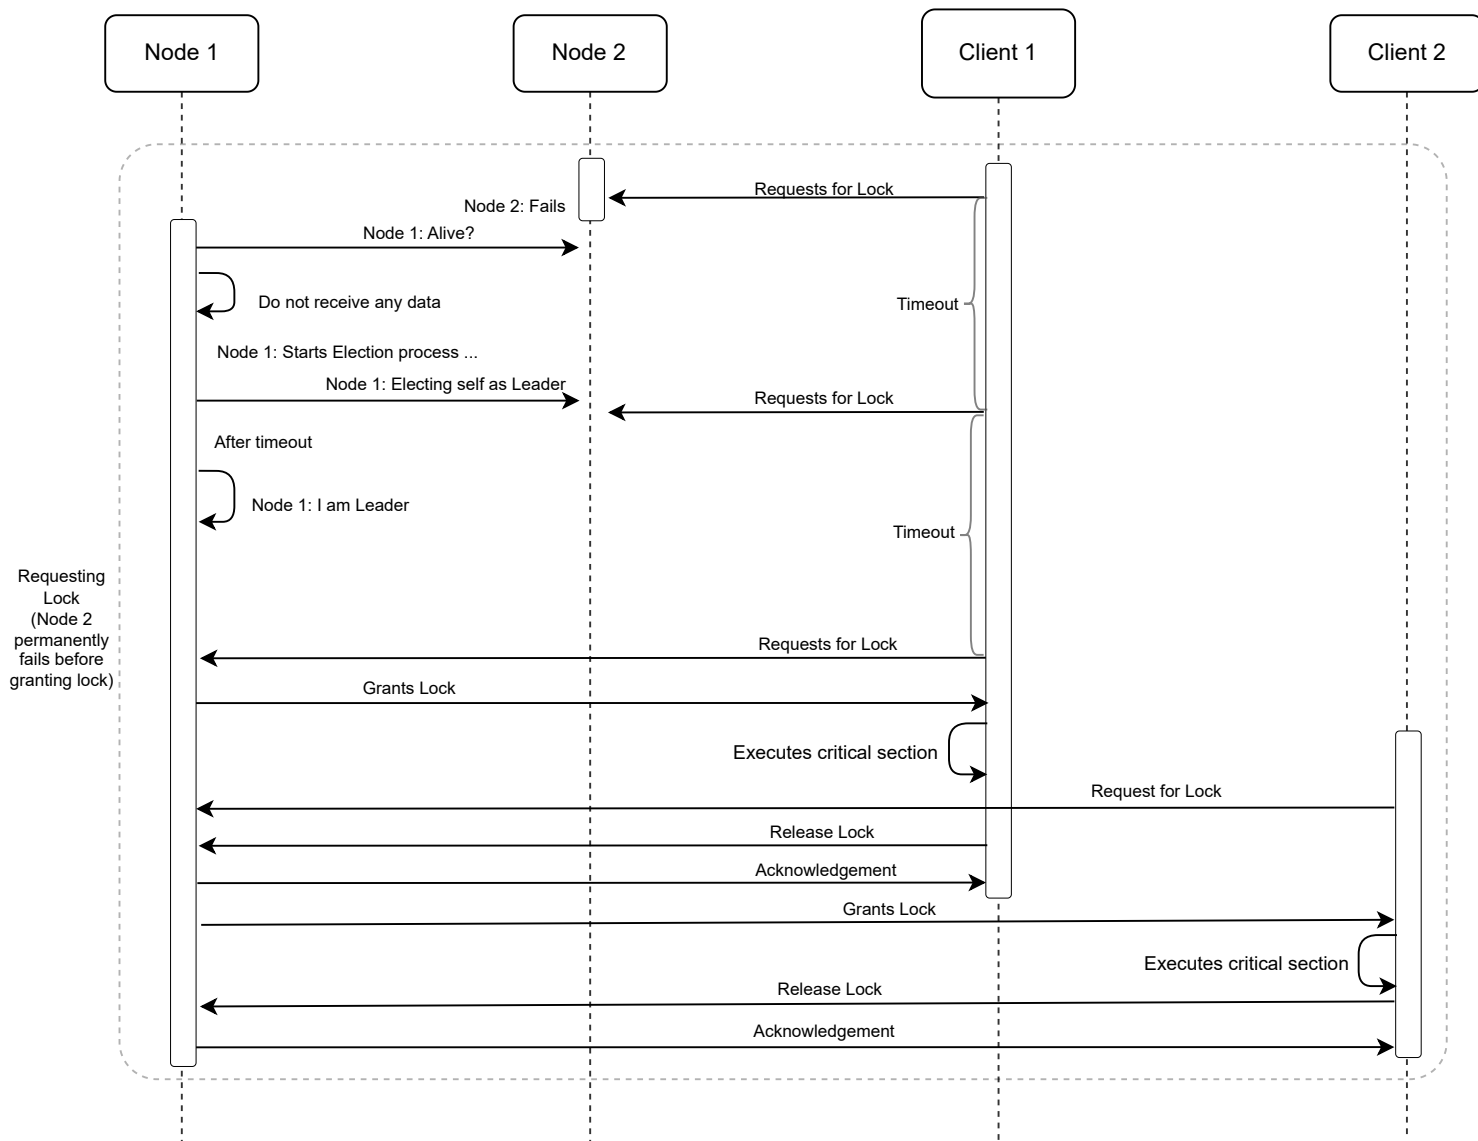 Node 1
Node 2
Client 1
Client 2
Requests for Lock
Node 2: Fails
Node 1: Alive?
Do not receive any data
Timeout
Node 1: Starts Election process ...
Node 1: Electing self as Leader
Requests for Lock
After timeout
Node 1: I am Leader
Timeout
Requesting
Lock
(Node 2
permanently
fails before
granting lock)
Requests for Lock
Grants Lock
Executes critical section
Request for Lock
Release Lock
Acknowledgement
Grants Lock
Executes critical section
Release Lock
Acknowledgement